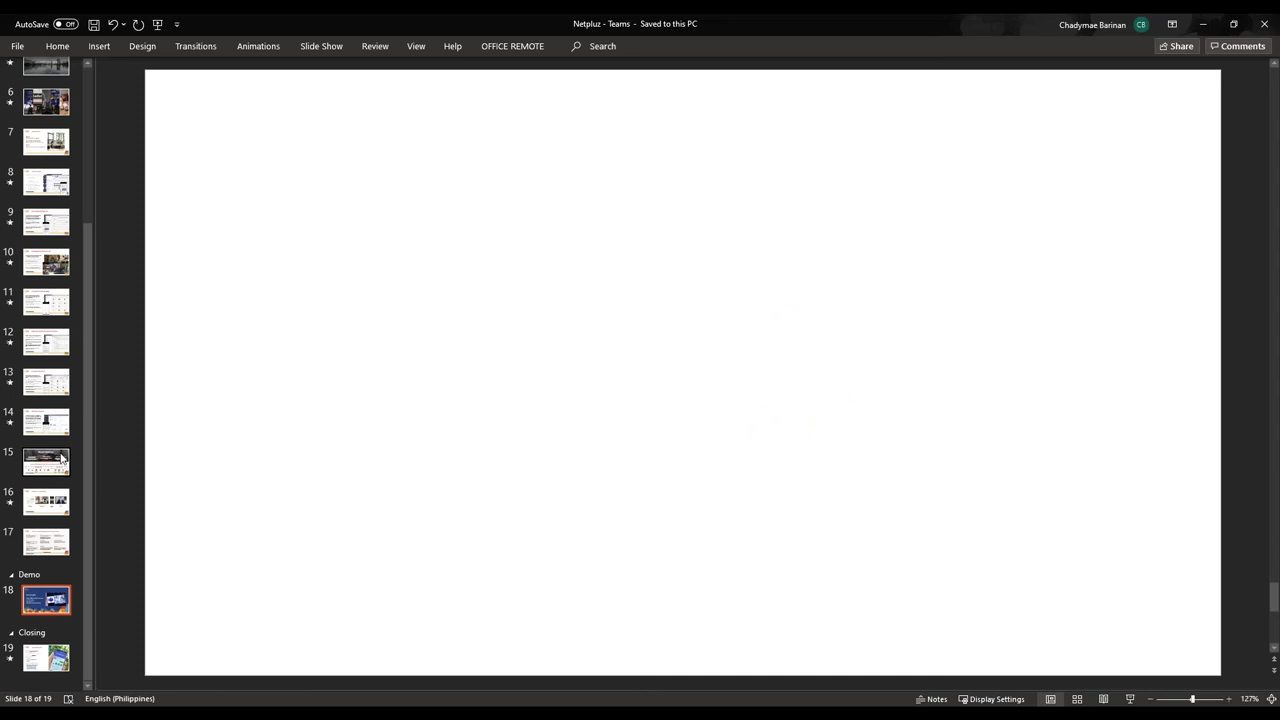 AutoSave Off Netpluz - Teams - Saved to this PC Chadymae Barinan CB
File Home Insert Design Transitions Animations Slide Show Review View Help OFFICE REMOTE Search Share Comments
6
7
8
9
10
11
12
13
14
15
16
17
Demo
18
Closing
19
Slide 18 of 19 English (Philippines) Notes Display Settings 127%